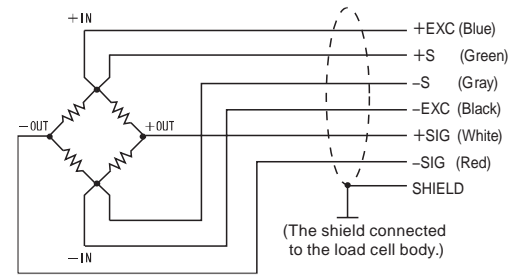 +IN
+EXC (Blue)
+S (Green)
–S (Gray)
–EXC (Black)
–OUT
+OUT
+SIG (White)
–SIG (Red)
SHIELD
–IN
(The shield connected
to the load cell body.)